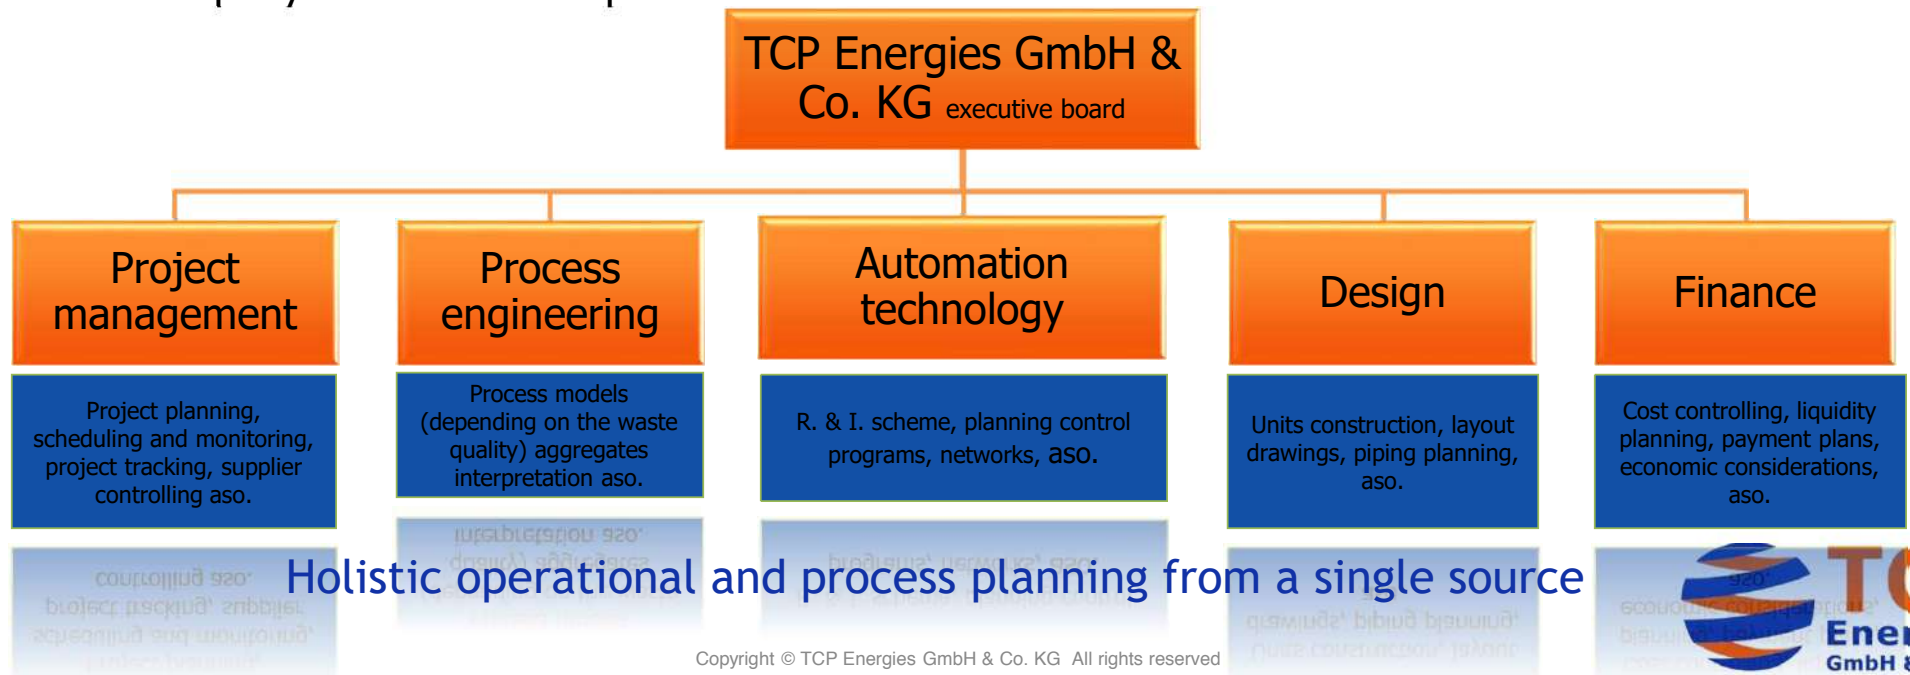 TCP Energies GmbH &
Co. KG executive board
Project
management
Process
engineering
Automation
technology
Design
Finance
Project planning,
scheduling and monitoring,
project tracking, supplier
controlling aso.
Process models
(depending on the waste
quality) aggregates
interpretation aso.
R. & I. scheme, planning control
programs, networks, aso.
Units construction, layout
drawings, piping planning,
aso.
Cost controlling, liquidity
planning, payment plans,
economic considerations,
aso.
Holistic operational and process planning from a single source
Copyright © TCP Energies GmbH & Co. KG All rights reserved
GmbH &